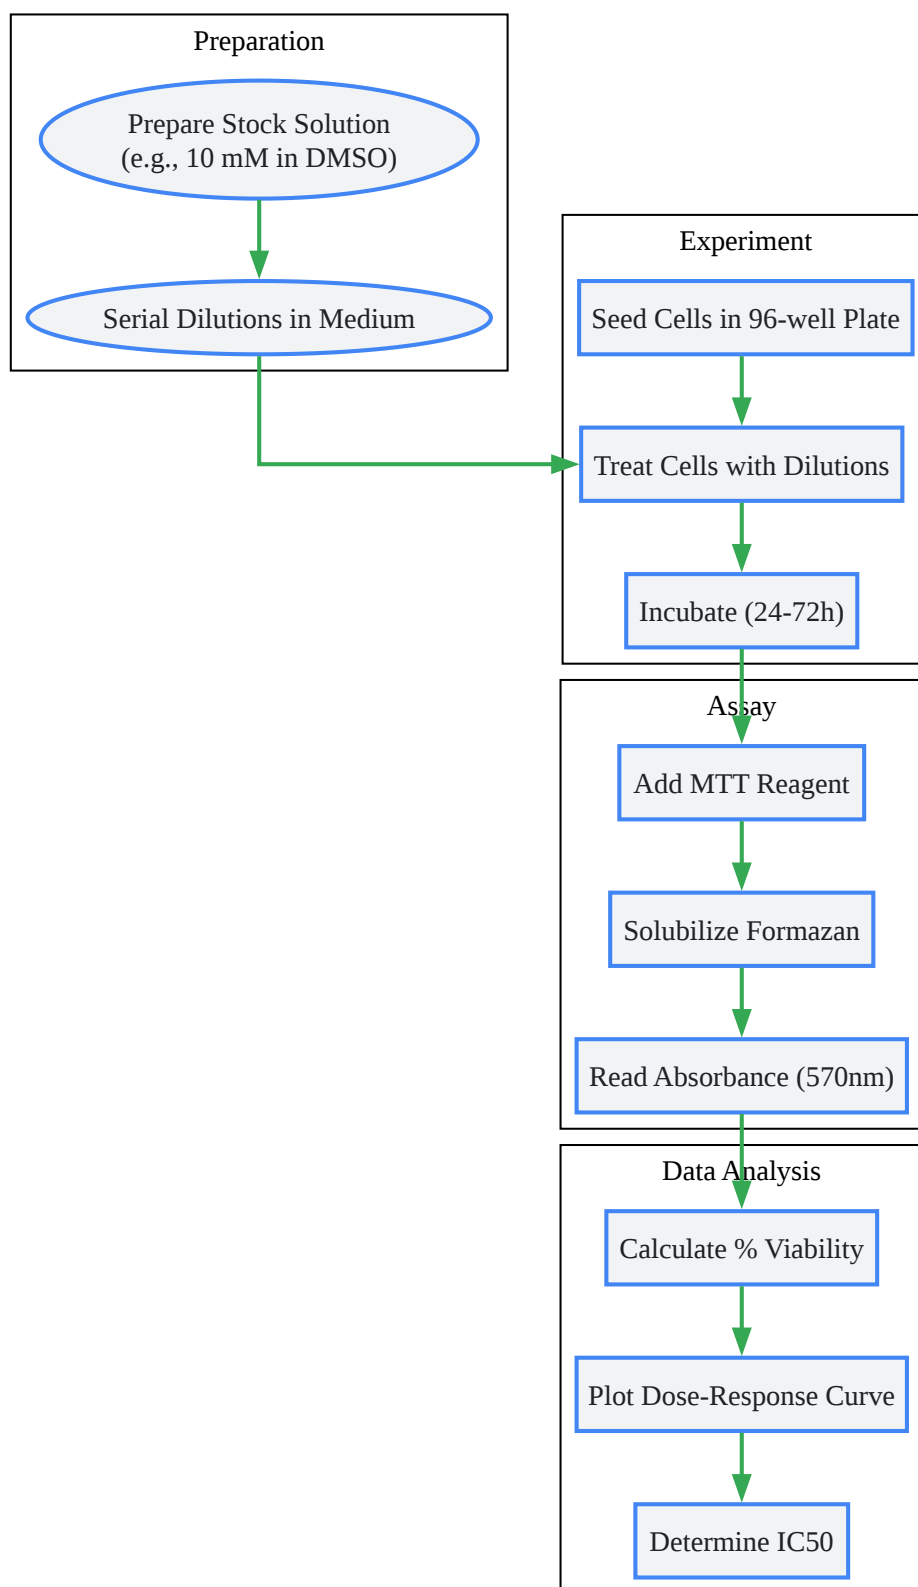 Preparation
Prepare Stock Solution
(e.g., 10 mM in DMSO)
Serial Dilutions in Medium
Experiment
Seed Cells in 96-well Plate
Treat Cells with Dilutions
Incubate (24-72h)
Assay
Add MTT Reagent
Solubilize Formazan
Read Absorbance (570nm)
Data Analysis
Calculate % Viability
Plot Dose-Response Curve
Determine IC50